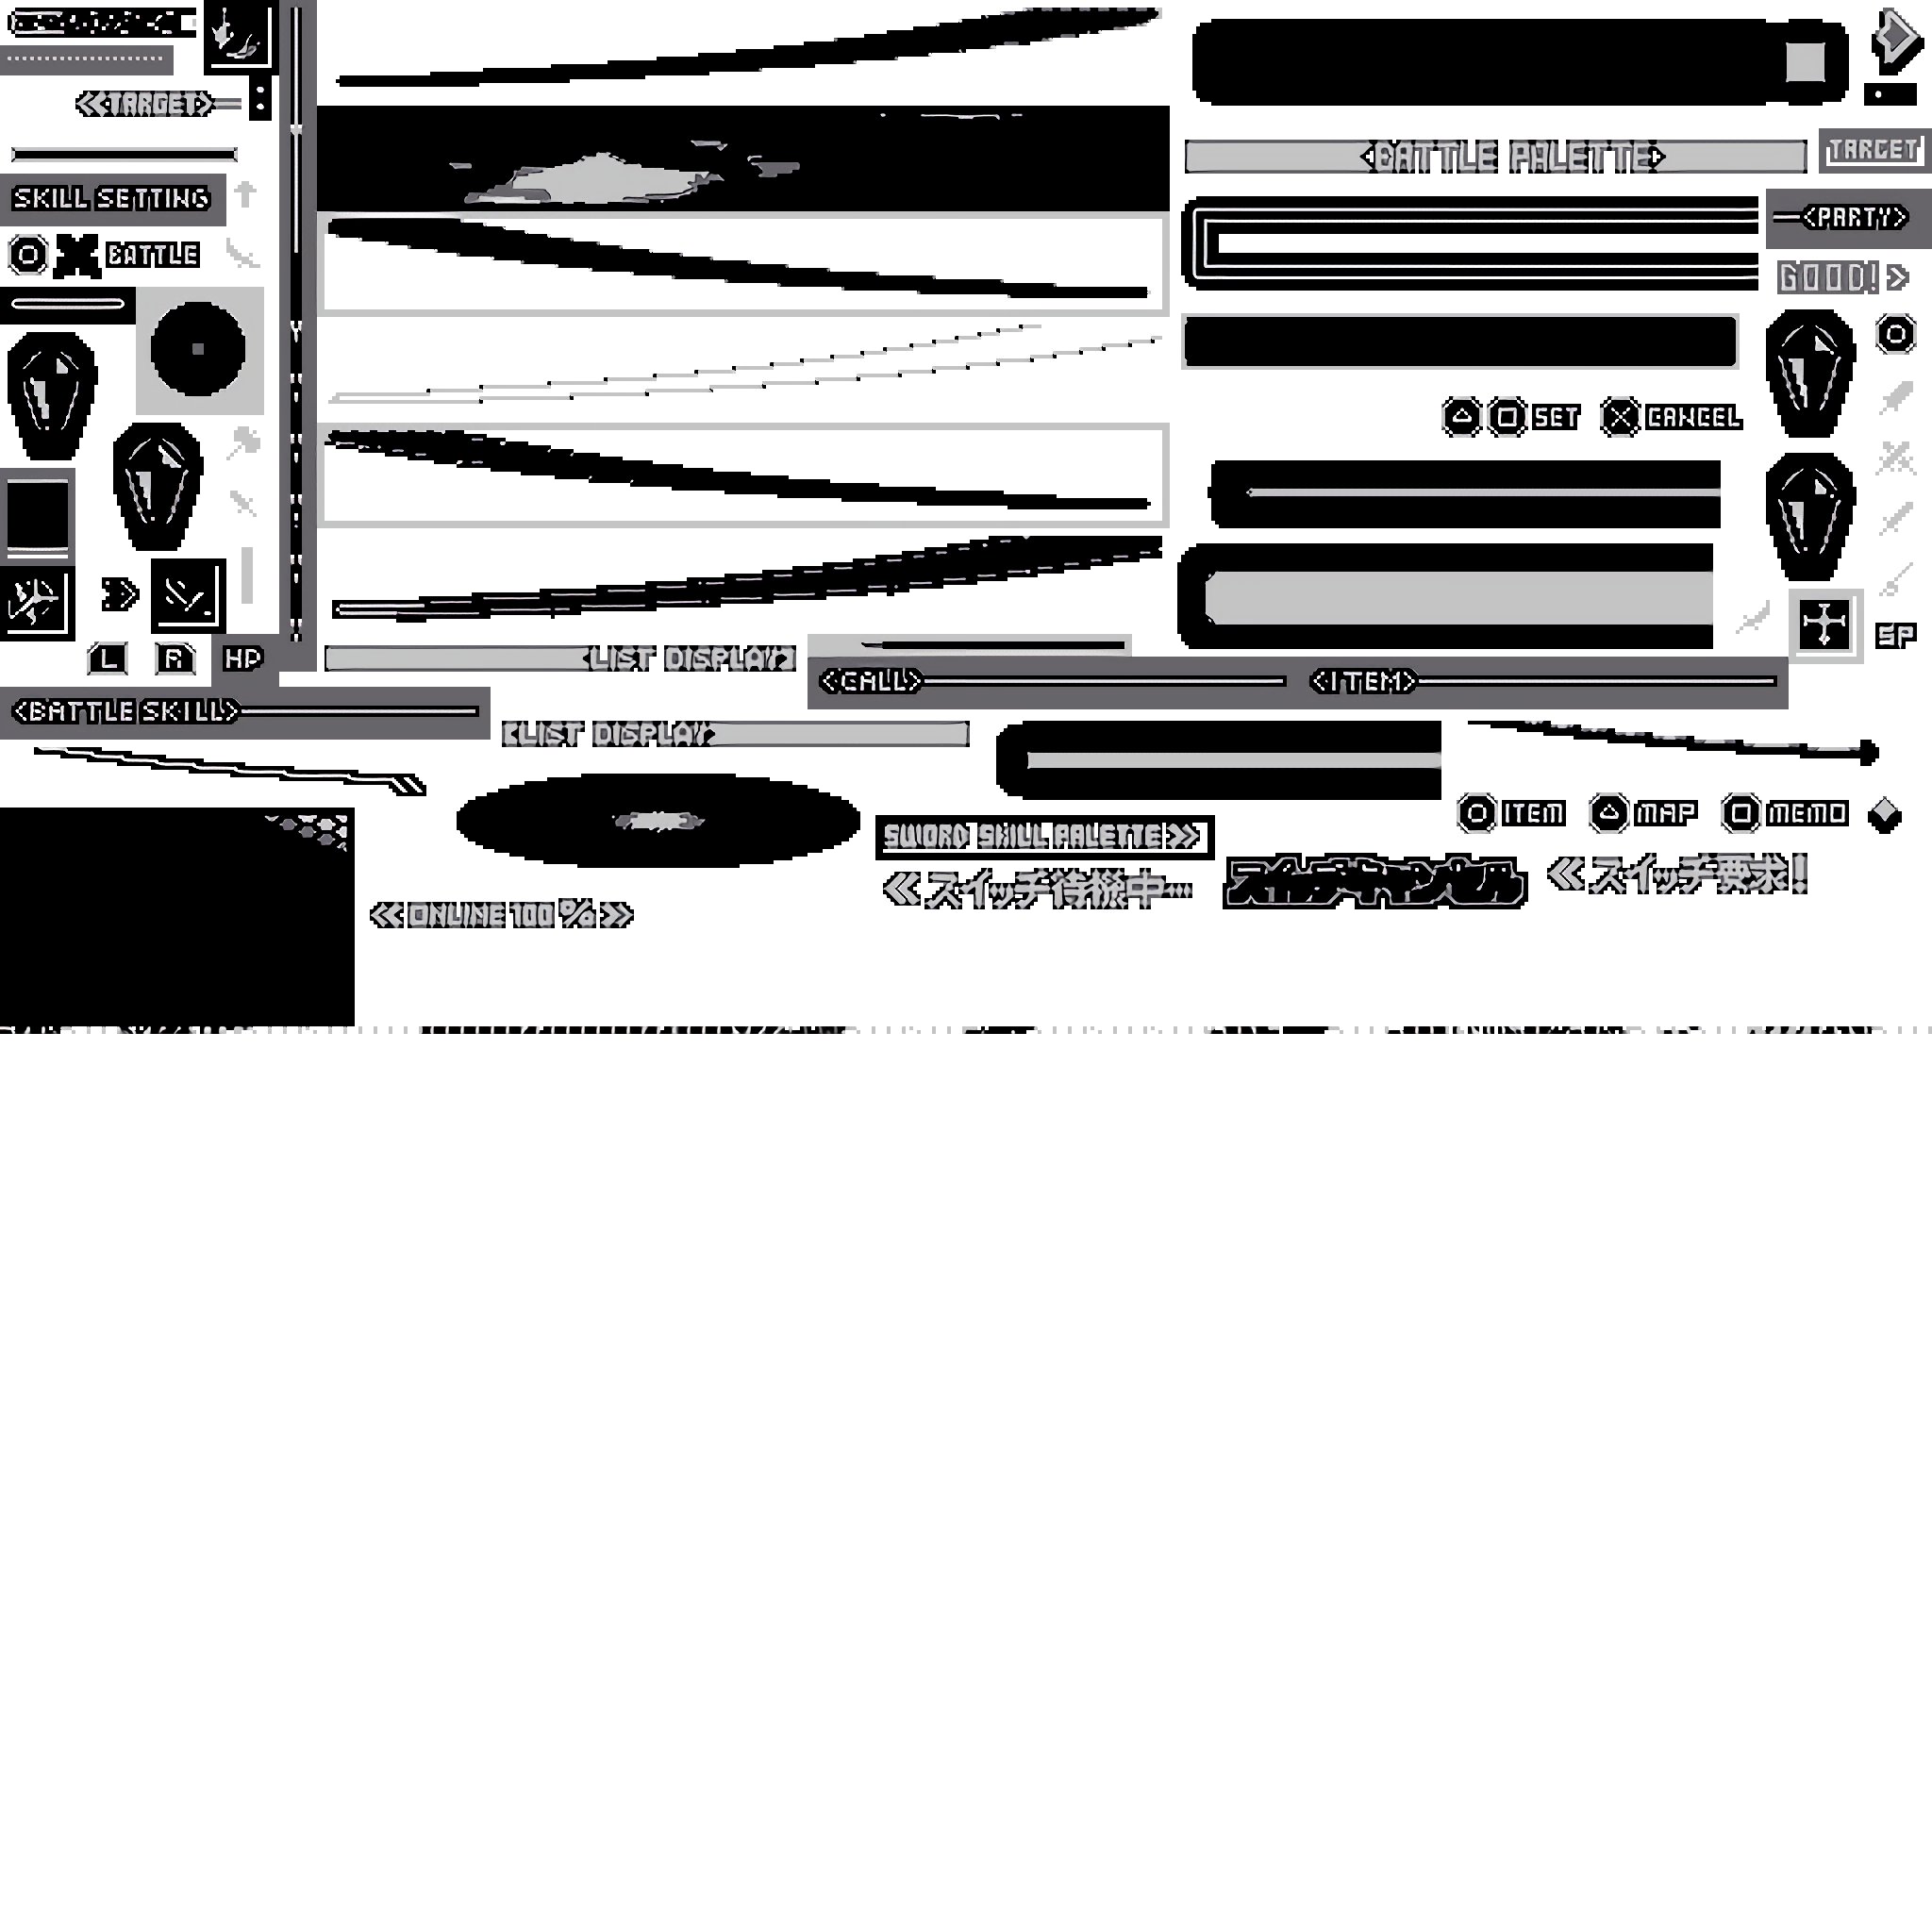 <<TARGET>
BATTLE PALETTE
TARGET
SKILL SETTING
<PARTY>
BATTLE
GOOD! >
SET CANCEL
L R HP
LIST DISPLAY>
SP
<CALL>
<ITEM>
<BATTLE SKILL>
<LIST DISPLAY
ITEM MAP MEMO
SWORD SKILL PALETTE >>
≪スイッチ待機中…
スイッチキャンセル
≪スイッチ要求!
<<ONLINE 100%>>